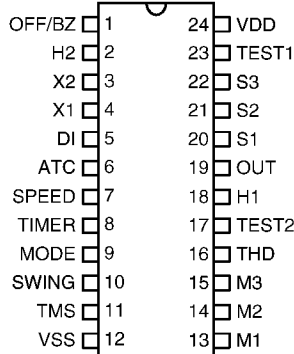 OFF/BZ 1 24 VDD
H2 2 23 TEST1
X2 3 22 S3
X1 4 21 S2
DI 5 20 S1
ATC 6 19 OUT
SPEED 7 18 H1
TIMER 8 17 TEST2
MODE 9 16 THD
SWING 10 15 M3
TMS 11 14 M2
VSS 12 13 M1